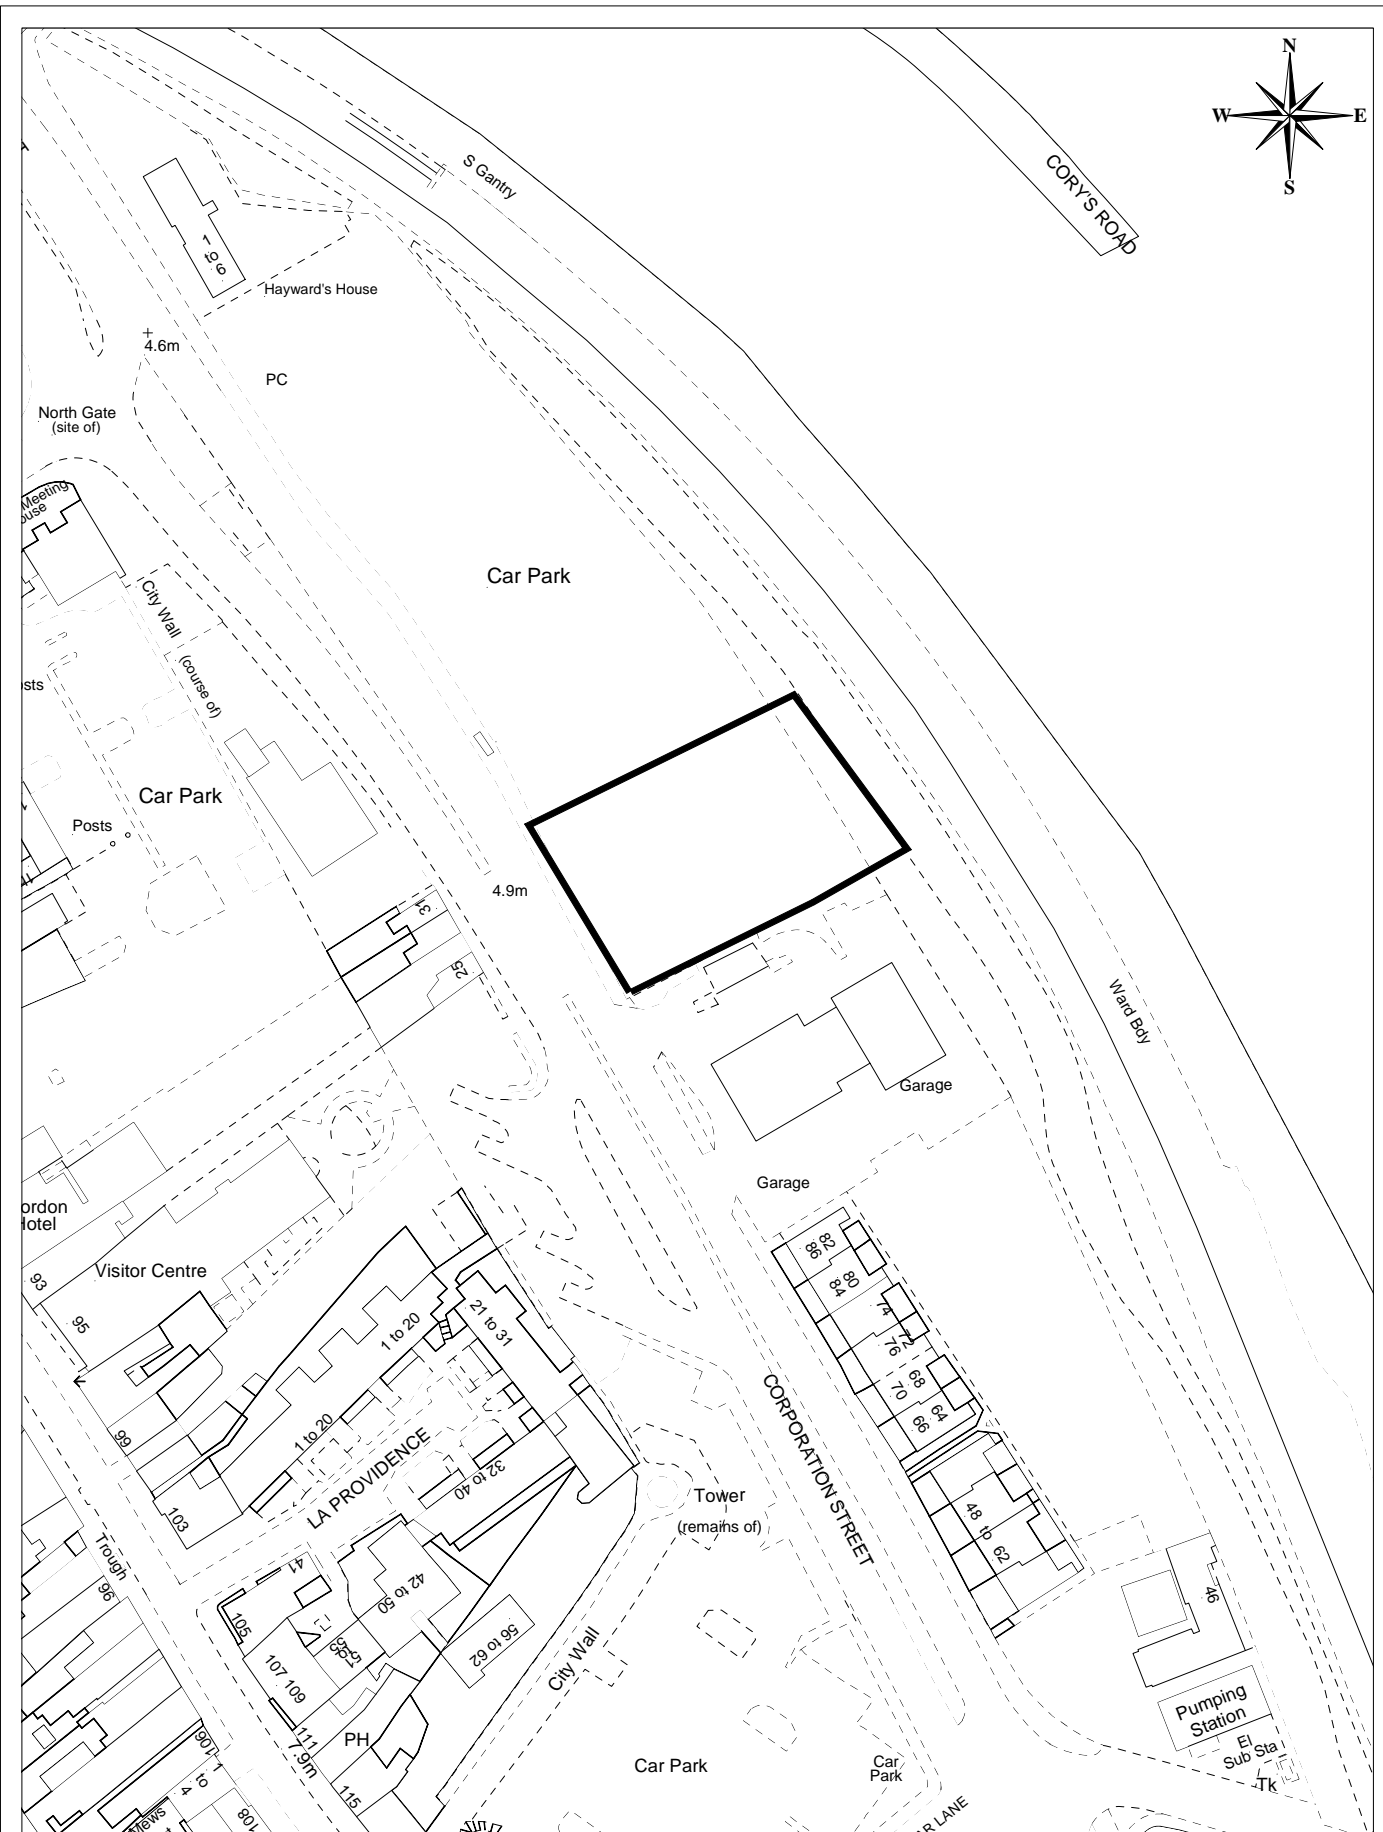 N
W
E
S
S Gantry
CORY'S ROAD
1
to
6
Hayward's House
4.6m
PC
North Gate
(site of)
Meeting
Car Park
City Wall
(course of)
Car Park
Posts
31
4.9m
25
Ward Bdy
Garage
Garage
Hotel
Visitor Centre
93
95
82
86
80
84
74
72
76
68
70
64
66
1 to 20
21 to 31
1 to 20
LA PROVIDENCE
32 to 40
CORPORATION STREET
99
103
Tower
(remains of)
48
to
62
Trough
96
41
42 to 50
105
107 109
56 to 62
City Wall
46
Pumping
Station
El
Sub Sta
Tk
111
PH
7.9m
115
106
1
to
4
108
Mews
Car Park
Car
Park
LANE